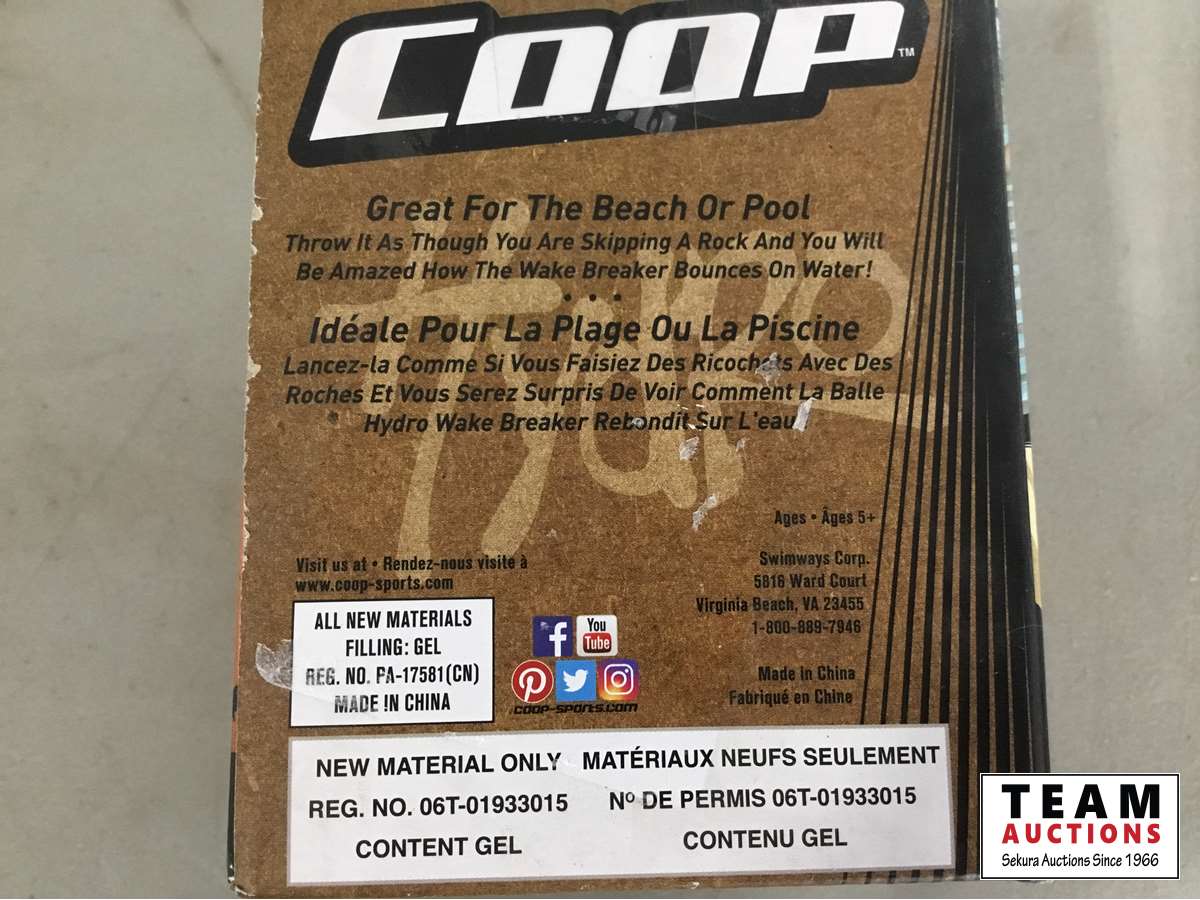 COOP™
Great For The Beach Or Pool
Throw It As Though You Are Skipping A Rock And You Will
Be Amazed How The Wake Breaker Bounces On Water!
• • •
Idéale Pour La Plage Ou La Piscine
Lancez-la Comme Si Vous Faisiez Des Ricochets Avec Des
Roches Et Vous Serez Surpris De Voir Comment La Balle
Hydro Wake Breaker Rebondit Sur L'eau!
Ages • Âges 5+
Visit us at • Rendez-nous visite à
www.coop-sports.com
Swimways Corp.
5816 Ward Court
Virginia Beach, VA 23455
1-800-889-7946
ALL NEW MATERIALS
FILLING: GEL
REG. NO. PA-17581(CN)
MADE IN CHINA
You
Tube
coop-sports.com
Made in China
Fabriqué en Chine
NEW MATERIAL ONLY
REG. NO. 06T-01933015
CONTENT GEL
MATÉRIAUX NEUFS SEULEMENT
Nº DE PERMIS 06T-01933015
CONTENU GEL
TEAM
AUCTIONS
Sekura Auctions Since 1966